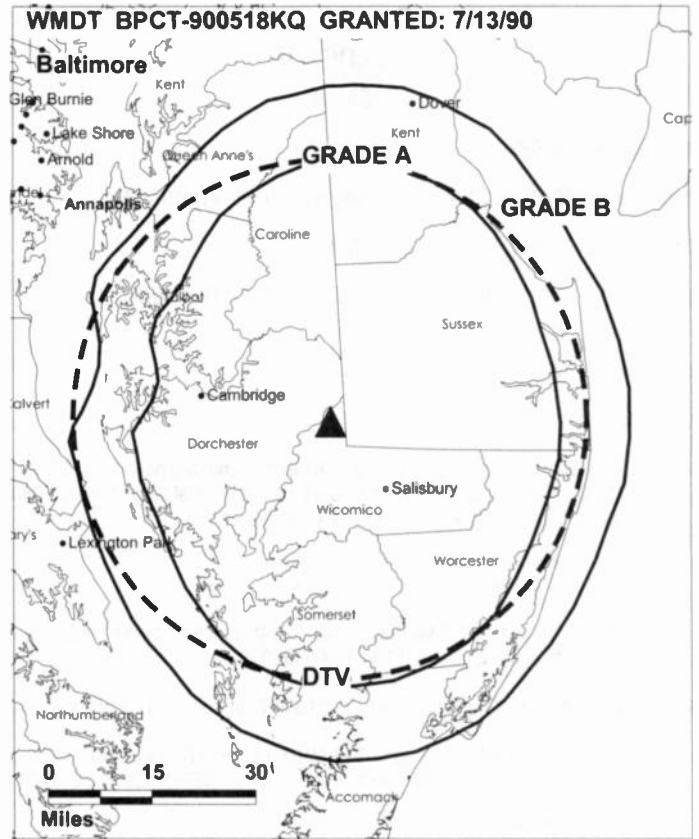 WMDT BPCT-900518KQ GRANTED: 7/13/90
Baltimore
Kent
Glen Burnie
Dover
Cap
Lake Shore
Kent
Arnold
Queen Anne's
GRADE A
Annapolis
GRADE B
Caroline
Talbot
Sussex
Calvert
Cambridge
Dorchester
Salisbury
Wicomico
Lexington Park
Worcester
Somerset
DTV
Northumberland
0 15 30
Miles
Accomack